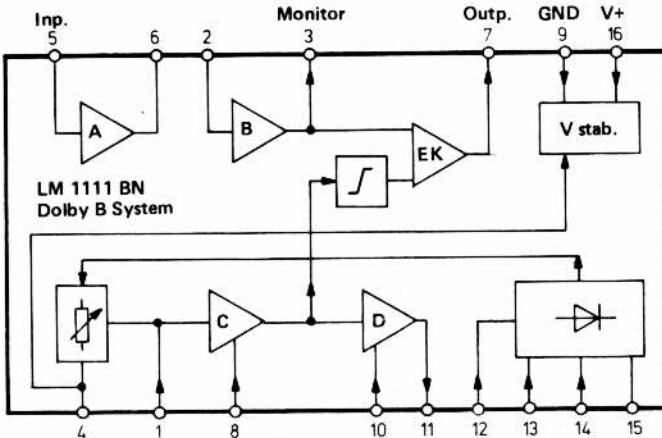 Inp. Monitor Outp. GND V+
5 6 2 3 7 9 16
A B EK V stab.
LM 1111 BN
Dolby B System
C D
4 1 8 10 11 12 13 14 15